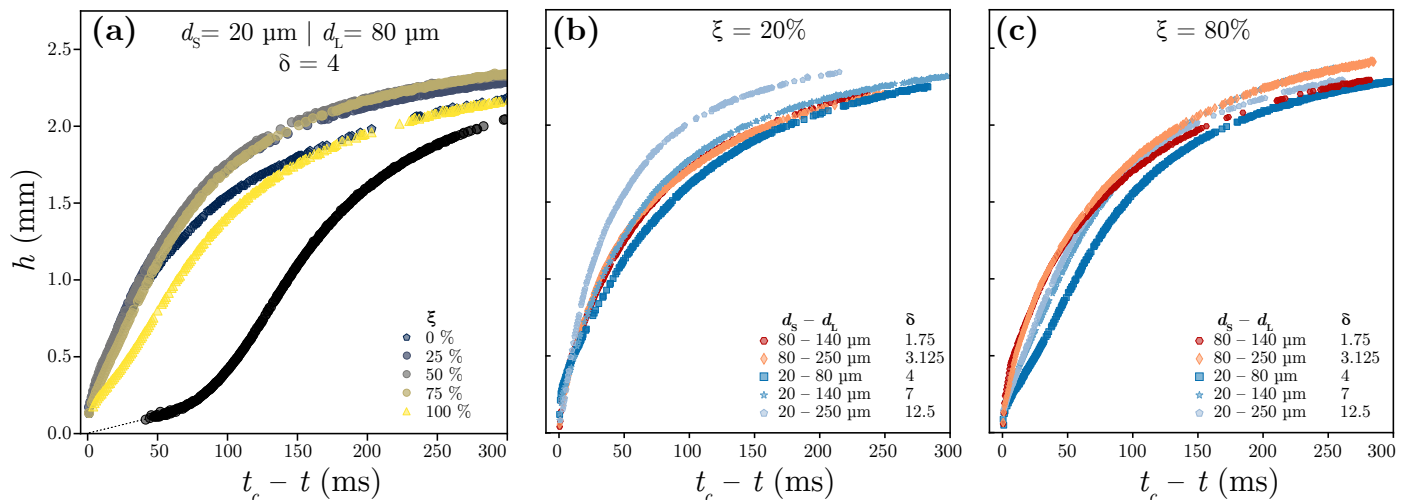 (a)
d_S = 20 µm | d_L = 80 µm
δ = 4
h (mm)
2.5
2.0
1.5
1.0
0.5
0.0
ξ
0 %
25 %
50 %
75 %
100 %
0 50 100 150 200 250 300
t_c − t (ms)
(b)
ξ = 20%
d_S − d_L δ
80 – 140 µm 1.75
80 – 250 µm 3.125
20 – 80 µm 4
20 – 140 µm 7
20 – 250 µm 12.5
0 50 100 150 200 250 300
t_c − t (ms)
(c)
ξ = 80%
d_S − d_L δ
80 – 140 µm 1.75
80 – 250 µm 3.125
20 – 80 µm 4
20 – 140 µm 7
20 – 250 µm 12.5
0 50 100 150 200 250 300
t_c − t (ms)